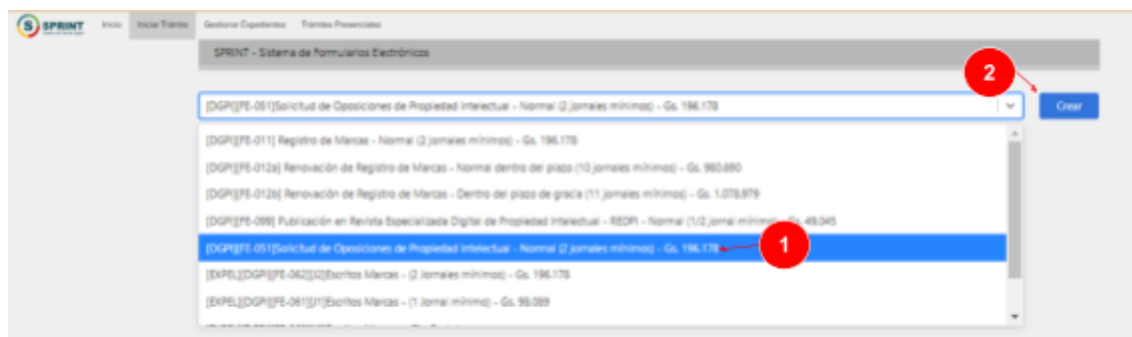 SPRINT Inicio Iniciar Trámite Gestionar Expedientes Trámites Presenciales
SPRINT - Sistema de Formularios Electrónicos
2
[DGPI][FE-051]Solicitud de Oposiciones de Propiedad Intelectual - Normal (2 jornales mínimos) - Gs. 196.178 Crear
[DGPI][FE-011] Registro de Marcas - Normal (2 jornales mínimos) - Gs. 196.178
[DGPI][FE-012a] Renovación de Registro de Marcas - Normal dentro del plazo (10 jornales mínimos) - Gs. 980.890
[DGPI][FE-012b] Renovación de Registro de Marcas - Dentro del plazo de gracia (11 jornales mínimos) - Gs. 1.078.979
[DGPI][FE-099] Publicación en Revista Especializada Digital de Propiedad Intelectual - REDPI - Normal (1/2 jornal mínimo) - Gs. 49.045
[DGPI][FE-051]Solicitud de Oposiciones de Propiedad Intelectual - Normal (2 jornales mínimos) - Gs. 196.178 1
[EXPEL][DGPI][FE-062][J2]Escritos Marcas - (2 Jornales mínimos) - Gs. 196.178
[EXPEL][DGPI][FE-061][J1]Escritos Marcas - (1 Jornal mínimo) - Gs. 98.089